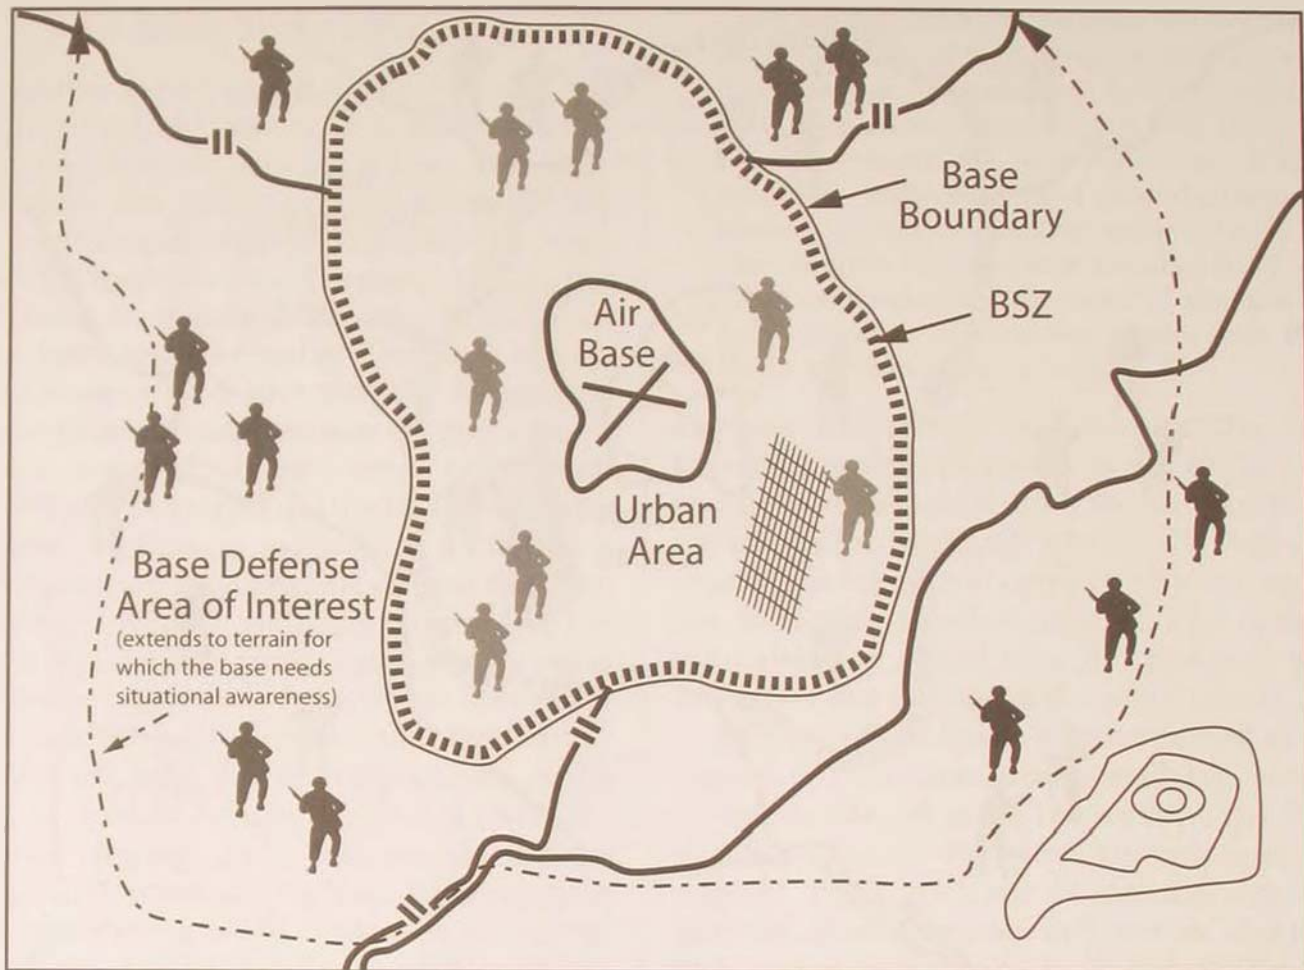 Base
Boundary
BSZ
Air
Base
Urban
Area
Base Defense
Area of Interest
(extends to terrain for
which the base needs
situational awareness)